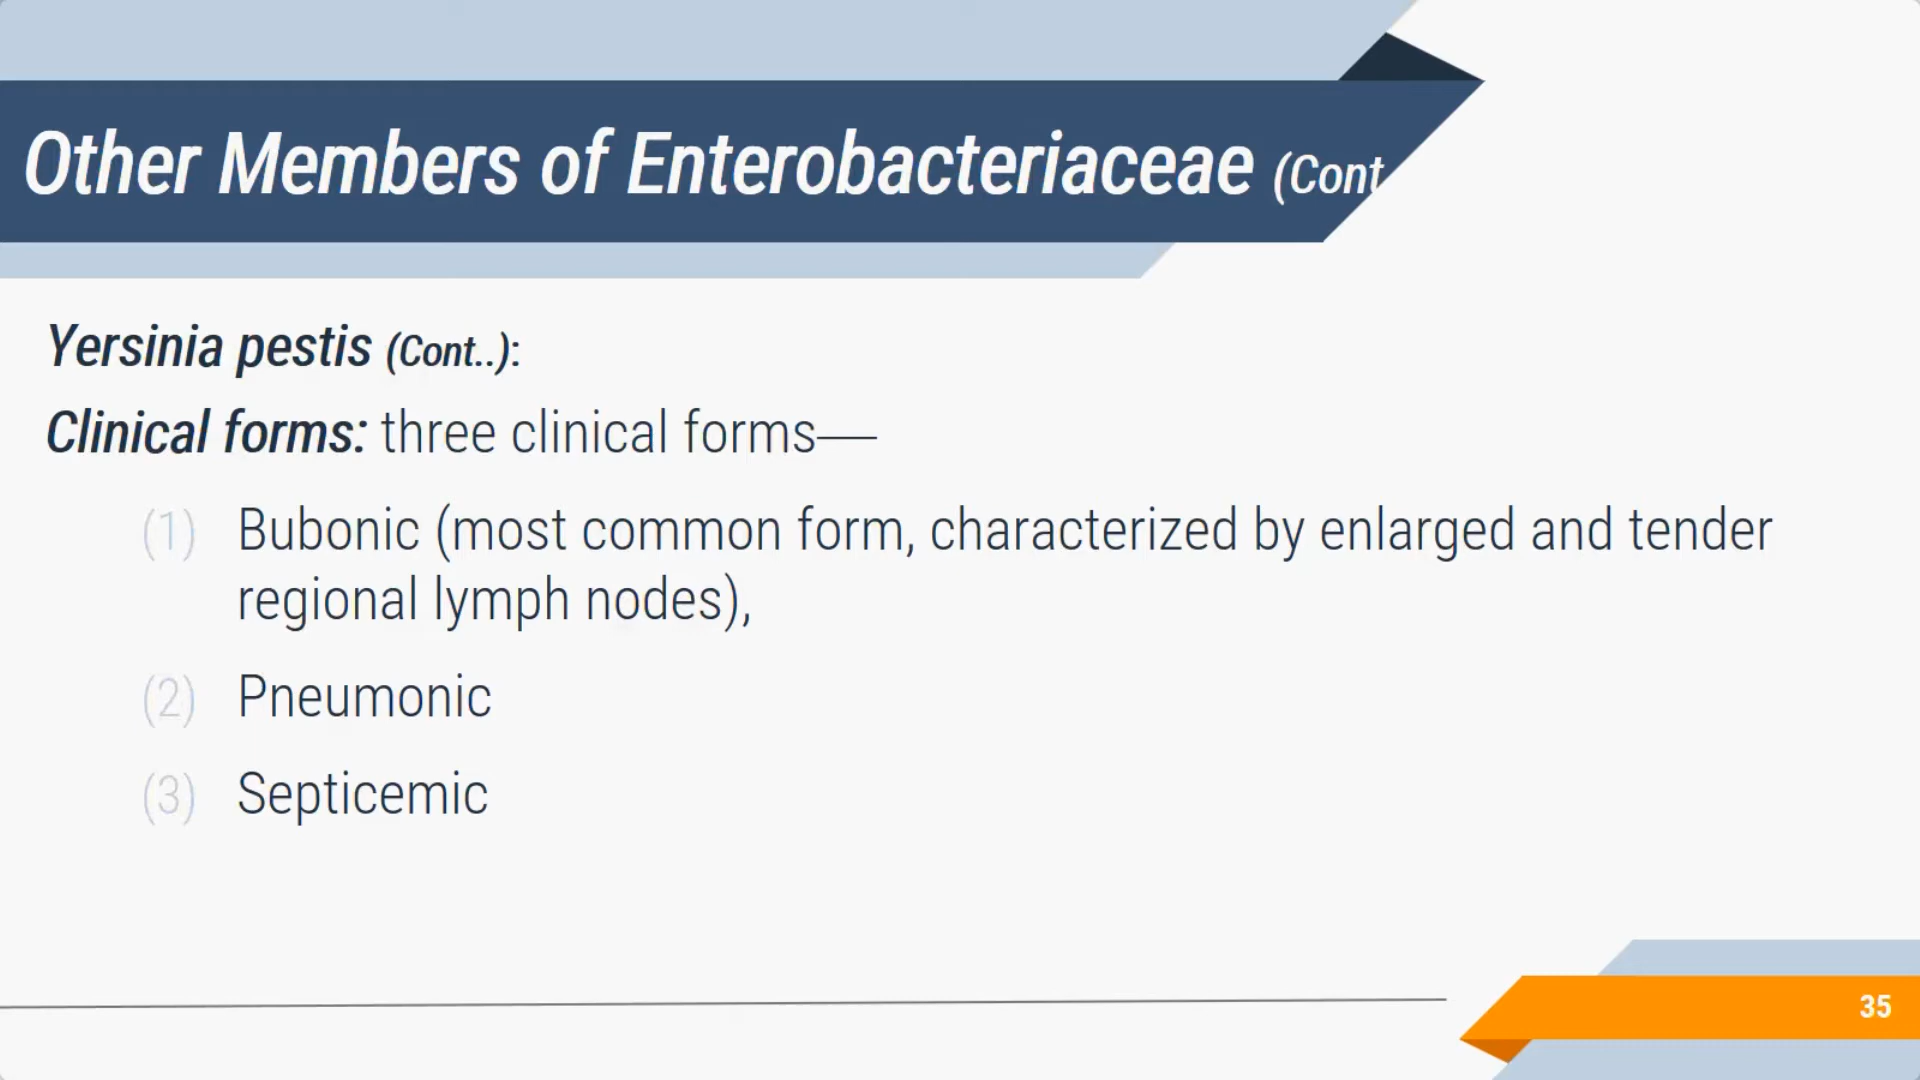 Other Members of Enterobacteriaceae (Cont
Yersinia pestis (Cont..):
Clinical forms: three clinical forms—
(1) Bubonic (most common form, characterized by enlarged and tender
regional lymph nodes),
(2) Pneumonic
(3) Septicemic
35